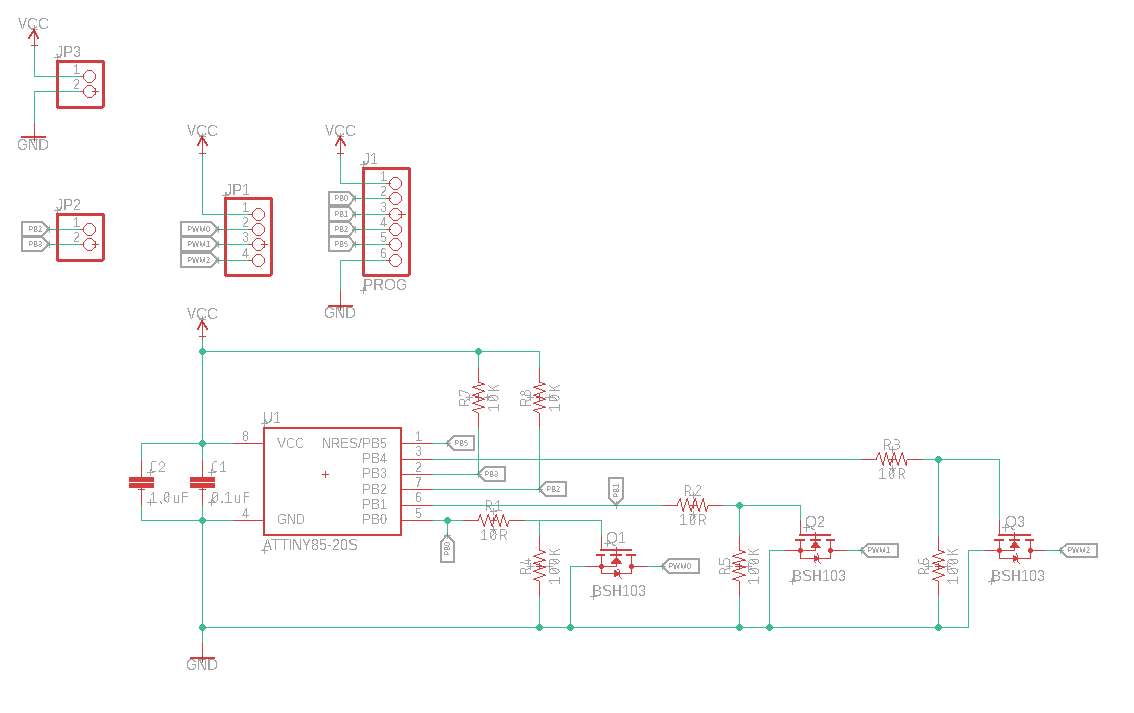 VCC
JP3
1
2
GND
VCC
VCC
J1
JP1
1
PB0
2
PB1
3
PB2
4
PB5
5
6
PROG
GND
1
PWM0
2
PWM1
3
PWM2
4
JP2
PB2
1
PB3
2
VCC
R7
10K
R8
10K
U1
8
VCC
NRES/PB5
1
PB5
PB4
3
PB3
2
PB3
PB2
7
PB2
PB1
6
PB1
4
GND
PB0
5
PB0
ATTINY85-20S
C2
1.0uF
C1
0.1uF
R1
10R
R2
10R
R3
10R
R4
100K
Q1
BSH103
PWM0
R5
100K
Q2
BSH103
PWM1
R6
100K
Q3
BSH103
PWM2
GND